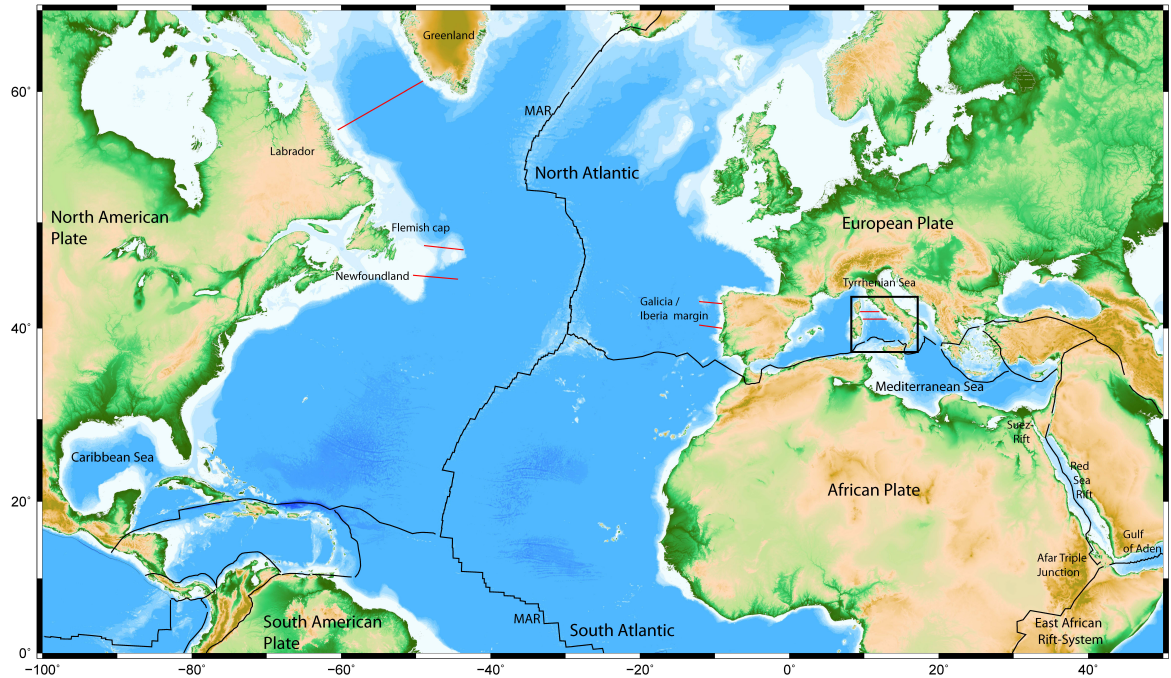 Greenland
60°
MAR
Labrador
North Atlantic
North American
Plate
Flemish cap
European Plate
Newfoundland
Tyrrhenian Sea
Galicia /
Iberia margin
40°
Mediterranean Sea
Suez-
Rift
Caribbean Sea
Red
Sea
Rift
African Plate
20°
Gulf
of Aden
Afar Triple
Junction
MAR
South American
Plate
South Atlantic
East African
Rift-System
0°
−100° −80° −60° −40° −20° 0° 20° 40°